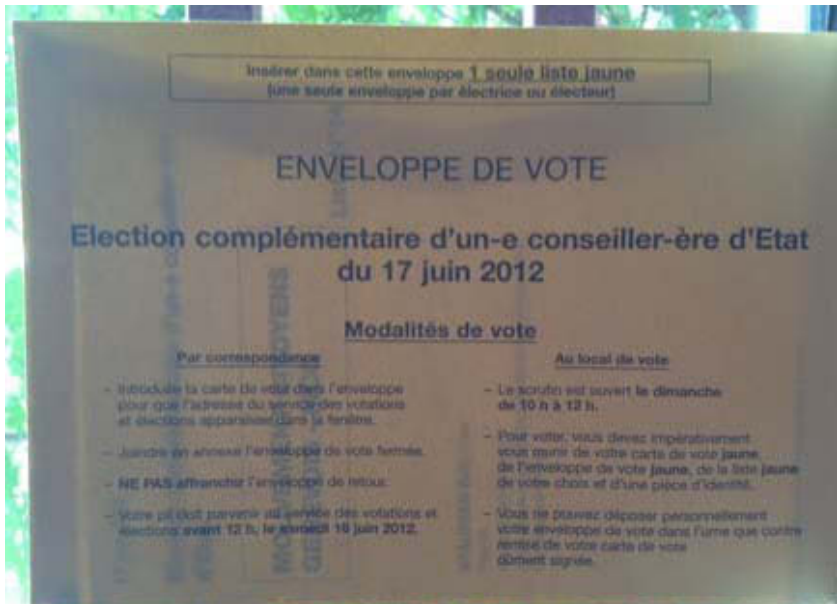 Insérer dans cette enveloppe 1 seule liste jaune
(une seule enveloppe par électrice ou électeur)
ENVELOPPE DE VOTE
Election complémentaire d'un-e conseiller-ère d'Etat
du 17 juin 2012
Modalités de vote
Par correspondance
– Introduire la carte de vote dans l'enveloppe
pour que l'adresse du service des votations
et élections apparaisse dans la fenêtre.
– Joindre en annexe l'enveloppe de vote fermée.
– NE PAS affranchir l'enveloppe de retour.
– Votre pli doit parvenir au service des votations et
élections avant 12 h, le samedi 16 juin 2012.
Au local de vote
– Le scrutin est ouvert le dimanche
de 10 h à 12 h.
– Pour voter, vous devez impérativement
vous munir de votre carte de vote jaune,
de l'enveloppe de vote jaune, de la liste jaune
de votre choix et d'une pièce d'identité.
– Vous ne pouvez déposer personnellement
votre enveloppe de vote dans l'urne que contre
remise de votre carte de vote
dûment signée.
MOUVEMENT CITOYENS